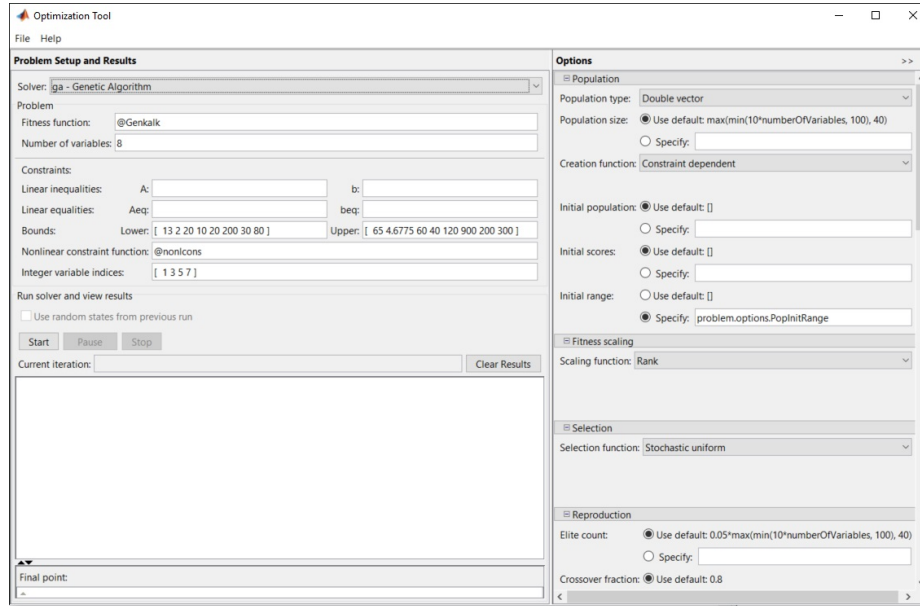 Optimization Tool
File Help
Problem Setup and Results
Solver: ga - Genetic Algorithm
Problem
Fitness function: @Genkalk
Number of variables: 8
Constraints:
Linear inequalities: A: b:
Linear equalities: Aeq: beq:
Bounds: Lower: [ 13 2 20 10 20 200 30 80 ] Upper: [ 65 4.6775 60 40 120 900 200 300 ]
Nonlinear constraint function: @nonlcons
Integer variable indices: [ 1 3 5 7 ]
Run solver and view results
Use random states from previous run
Start Pause Stop
Current iteration: Clear Results
Final point:
Options >>
Population
Population type: Double vector
Population size: Use default: max(min(10*numberOfVariables, 100), 40)
Specify:
Creation function: Constraint dependent
Initial population: Use default: []
Specify:
Initial scores: Use default: []
Specify:
Initial range: Use default: []
Specify: problem.options.PopInitRange
Fitness scaling
Scaling function: Rank
Selection
Selection function: Stochastic uniform
Reproduction
Elite count: Use default: 0.05*max(min(10*numberOfVariables, 100), 40)
Specify:
Crossover fraction: Use default: 0.8